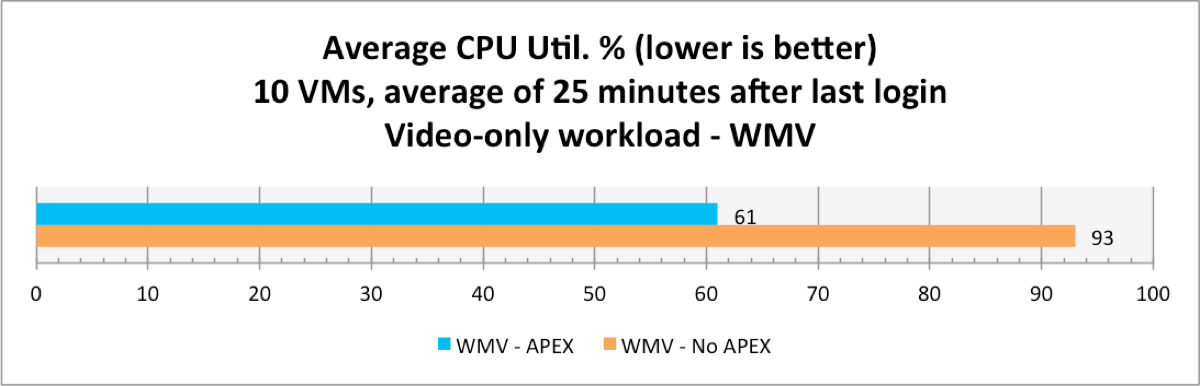 Average CPU Util. % (lower is better)
10 VMs, average of 25 minutes after last login
Video-only workload - WMV
61
93
0 10 20 30 40 50 60 70 80 90 100
WMV - APEX WMV - No APEX